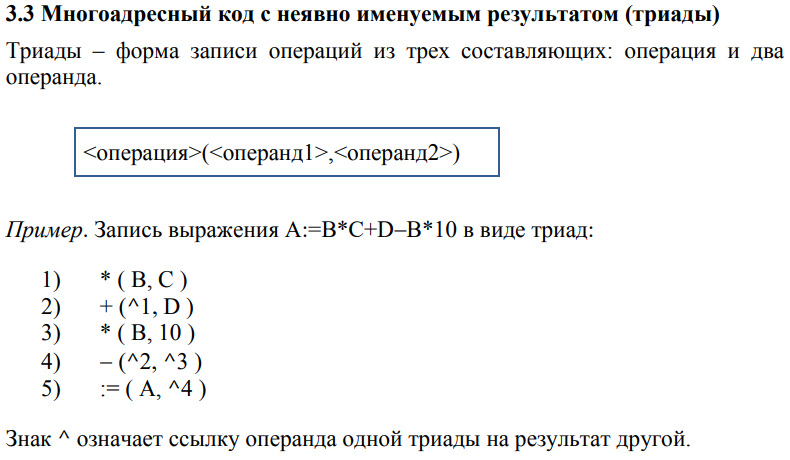 3.3 Многоадресный код с неявно именуемым результатом (триады)
Триады – форма записи операций из трех составляющих: операция и два
операнда.
<операция>(<операнд1>,<операнд2>)
Пример. Запись выражения A:=B*C+D–B*10 в виде триад:
1) * ( B, C )
2) + (^1, D )
3) * ( B, 10 )
4) – (^2, ^3 )
5) := ( A, ^4 )
Знак ^ означает ссылку операнда одной триады на результат другой.